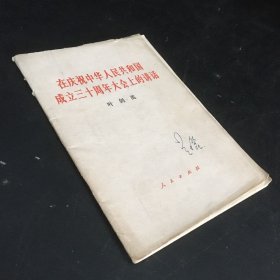 在庆祝中华人民共和国
成立三十周年大会上的讲话
叶剑英
人民出版社